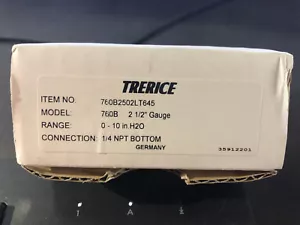 TRERICE
ITEM NO. 760B2502LT645
MODEL: 760B 2 1/2" Gauge
RANGE: 0 - 10 in H2O
CONNECTION: 1/4 NPT BOTTOM
GERMANY
35912201